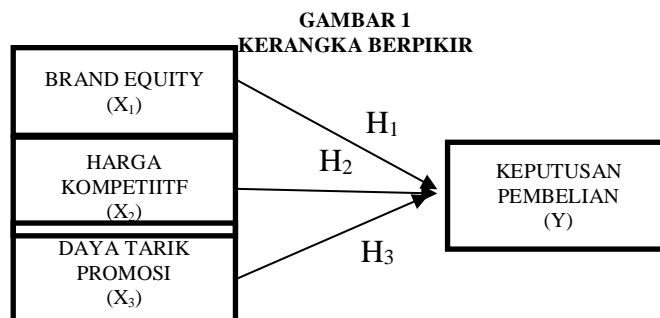 GAMBAR 1
KERANGKA BERPIKIR
BRAND EQUITY
(X₁)
H₁
HARGA
KOMPETIITF
(X₂)
H₂
KEPUTUSAN
PEMBELIAN
(Y)
DAYA TARIK
PROMOSI
(X₃)
H₃